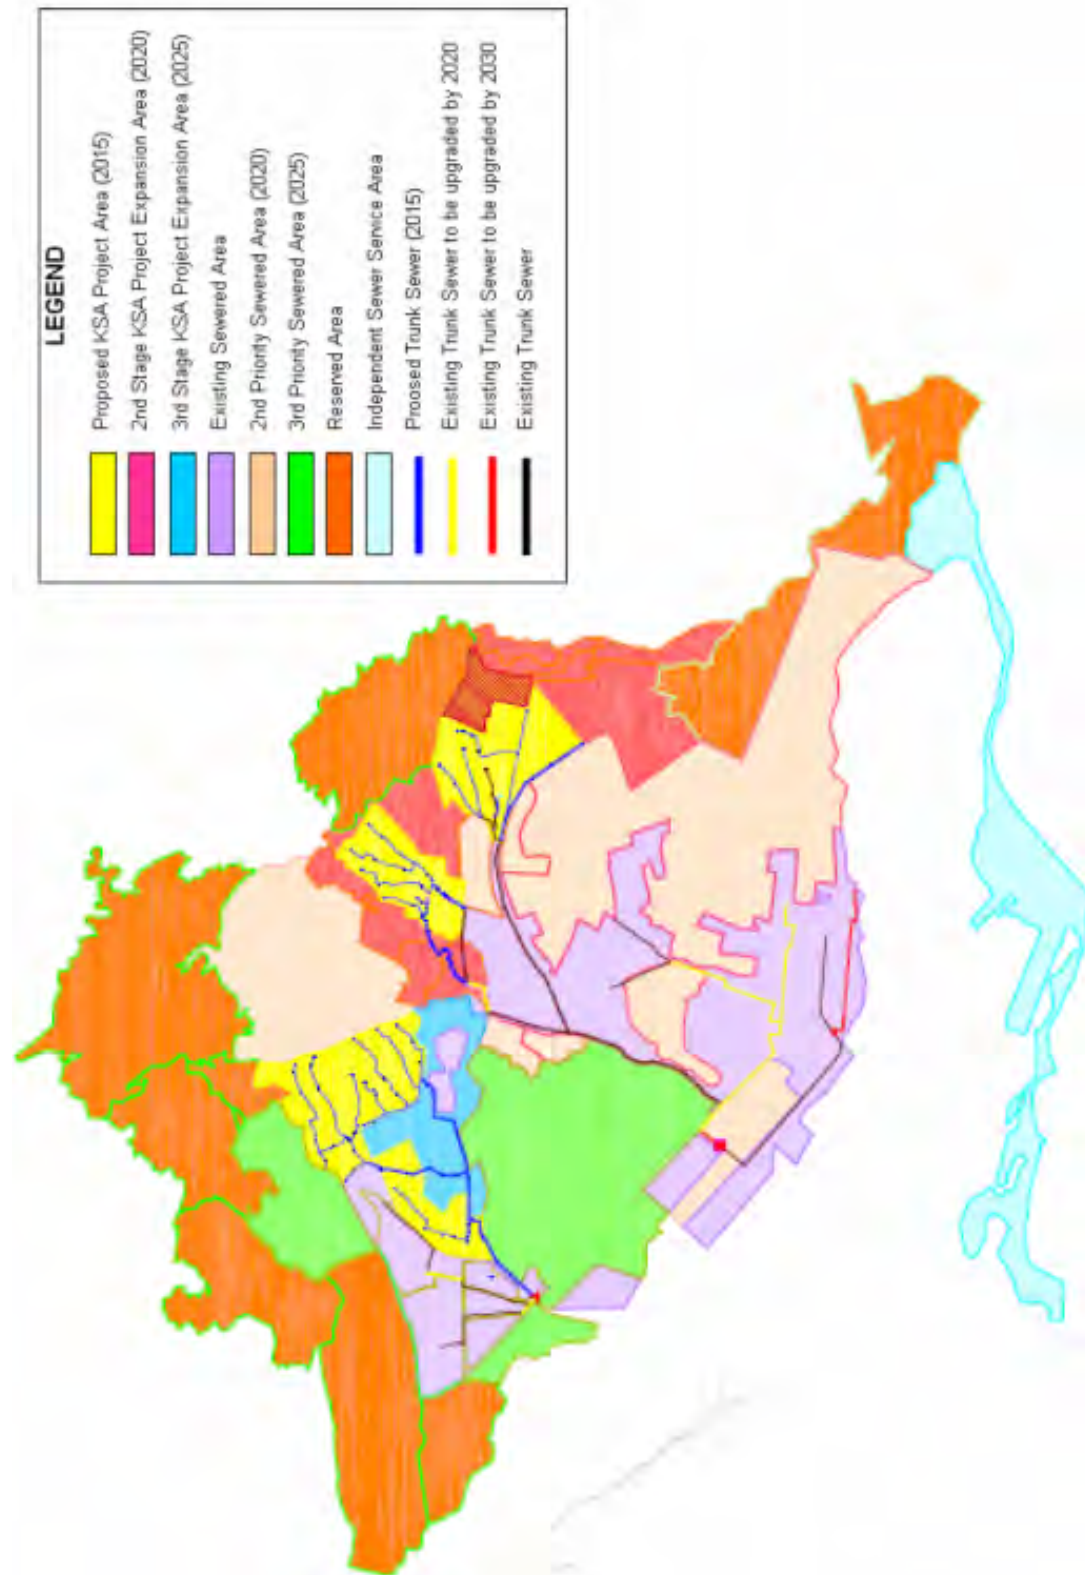 LEGEND
Proposed KSA Project Area (2015)
2nd Stage KSA Project Expansion Area (2020)
3rd Stage KSA Project Expansion Area (2025)
Existing Sewered Area
2nd Priority Sewered Area (2020)
3rd Priority Sewered Area (2025)
Reserved Area
Independent Sewer Service Area
Proosed Trunk Sewer (2015)
Existing Trunk Sewer to be upgraded by 2020
Existing Trunk Sewer to be upgraded by 2030
Existing Trunk Sewer